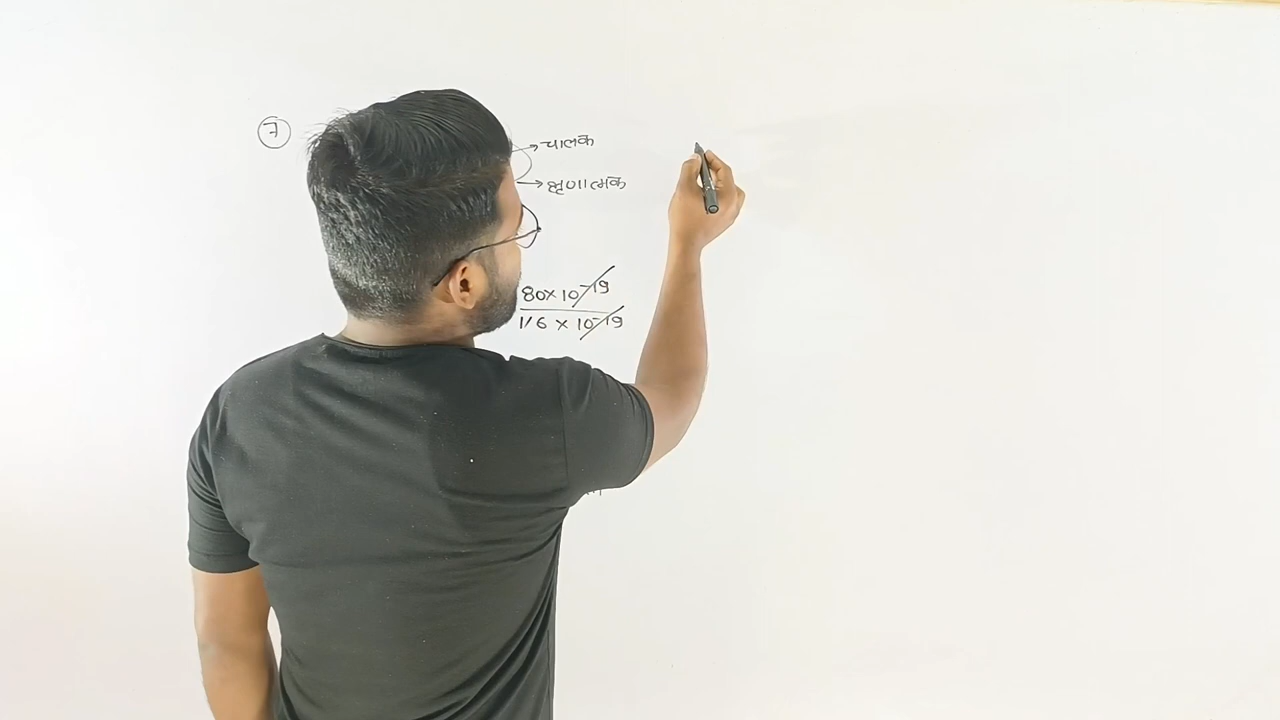 7
→ चालक
→ ऋणात्मक
80 × 10⁻¹⁹
1.6 × 10⁻¹⁹